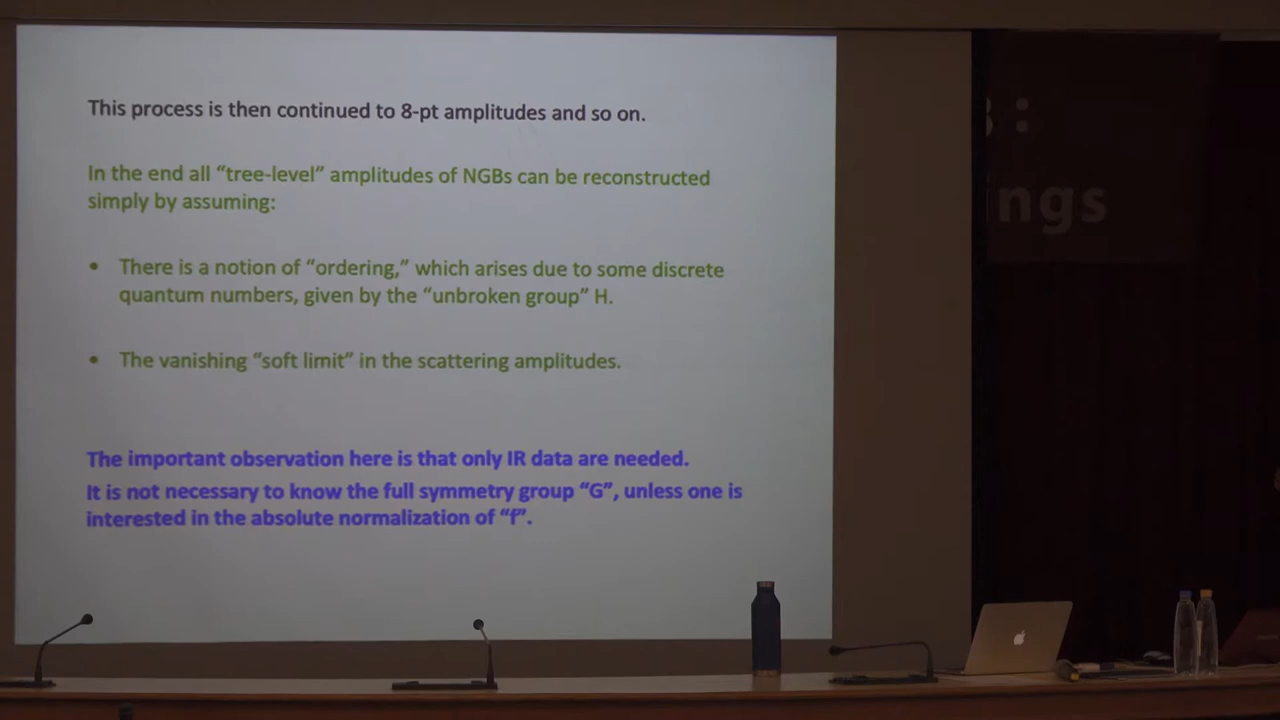 This process is then continued to 8-pt amplitudes and so on.
In the end all “tree-level” amplitudes of NGBs can be reconstructed
simply by assuming:
• There is a notion of “ordering,” which arises due to some discrete
quantum numbers, given by the “unbroken group” H.
• The vanishing “soft limit” in the scattering amplitudes.
The important observation here is that only IR data are needed.
It is not necessary to know the full symmetry group “G”, unless one is
interested in the absolute normalization of “f”.
:
ngs